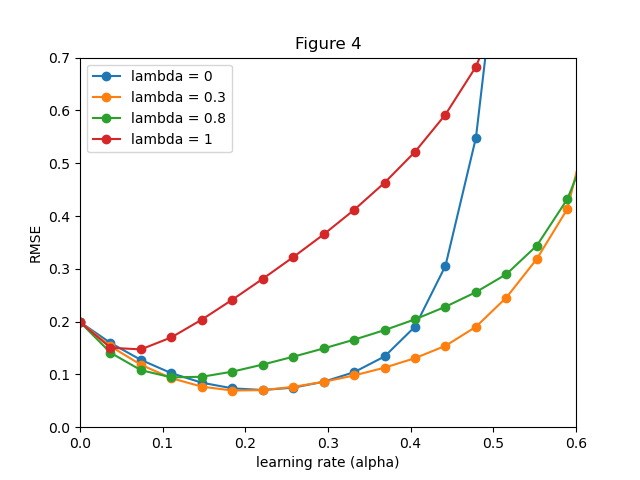 Figure 4
lambda = 0
lambda = 0.3
lambda = 0.8
lambda = 1
RMSE
0.7
0.6
0.5
0.4
0.3
0.2
0.1
0.0
0.0 0.1 0.2 0.3 0.4 0.5 0.6
learning rate (alpha)